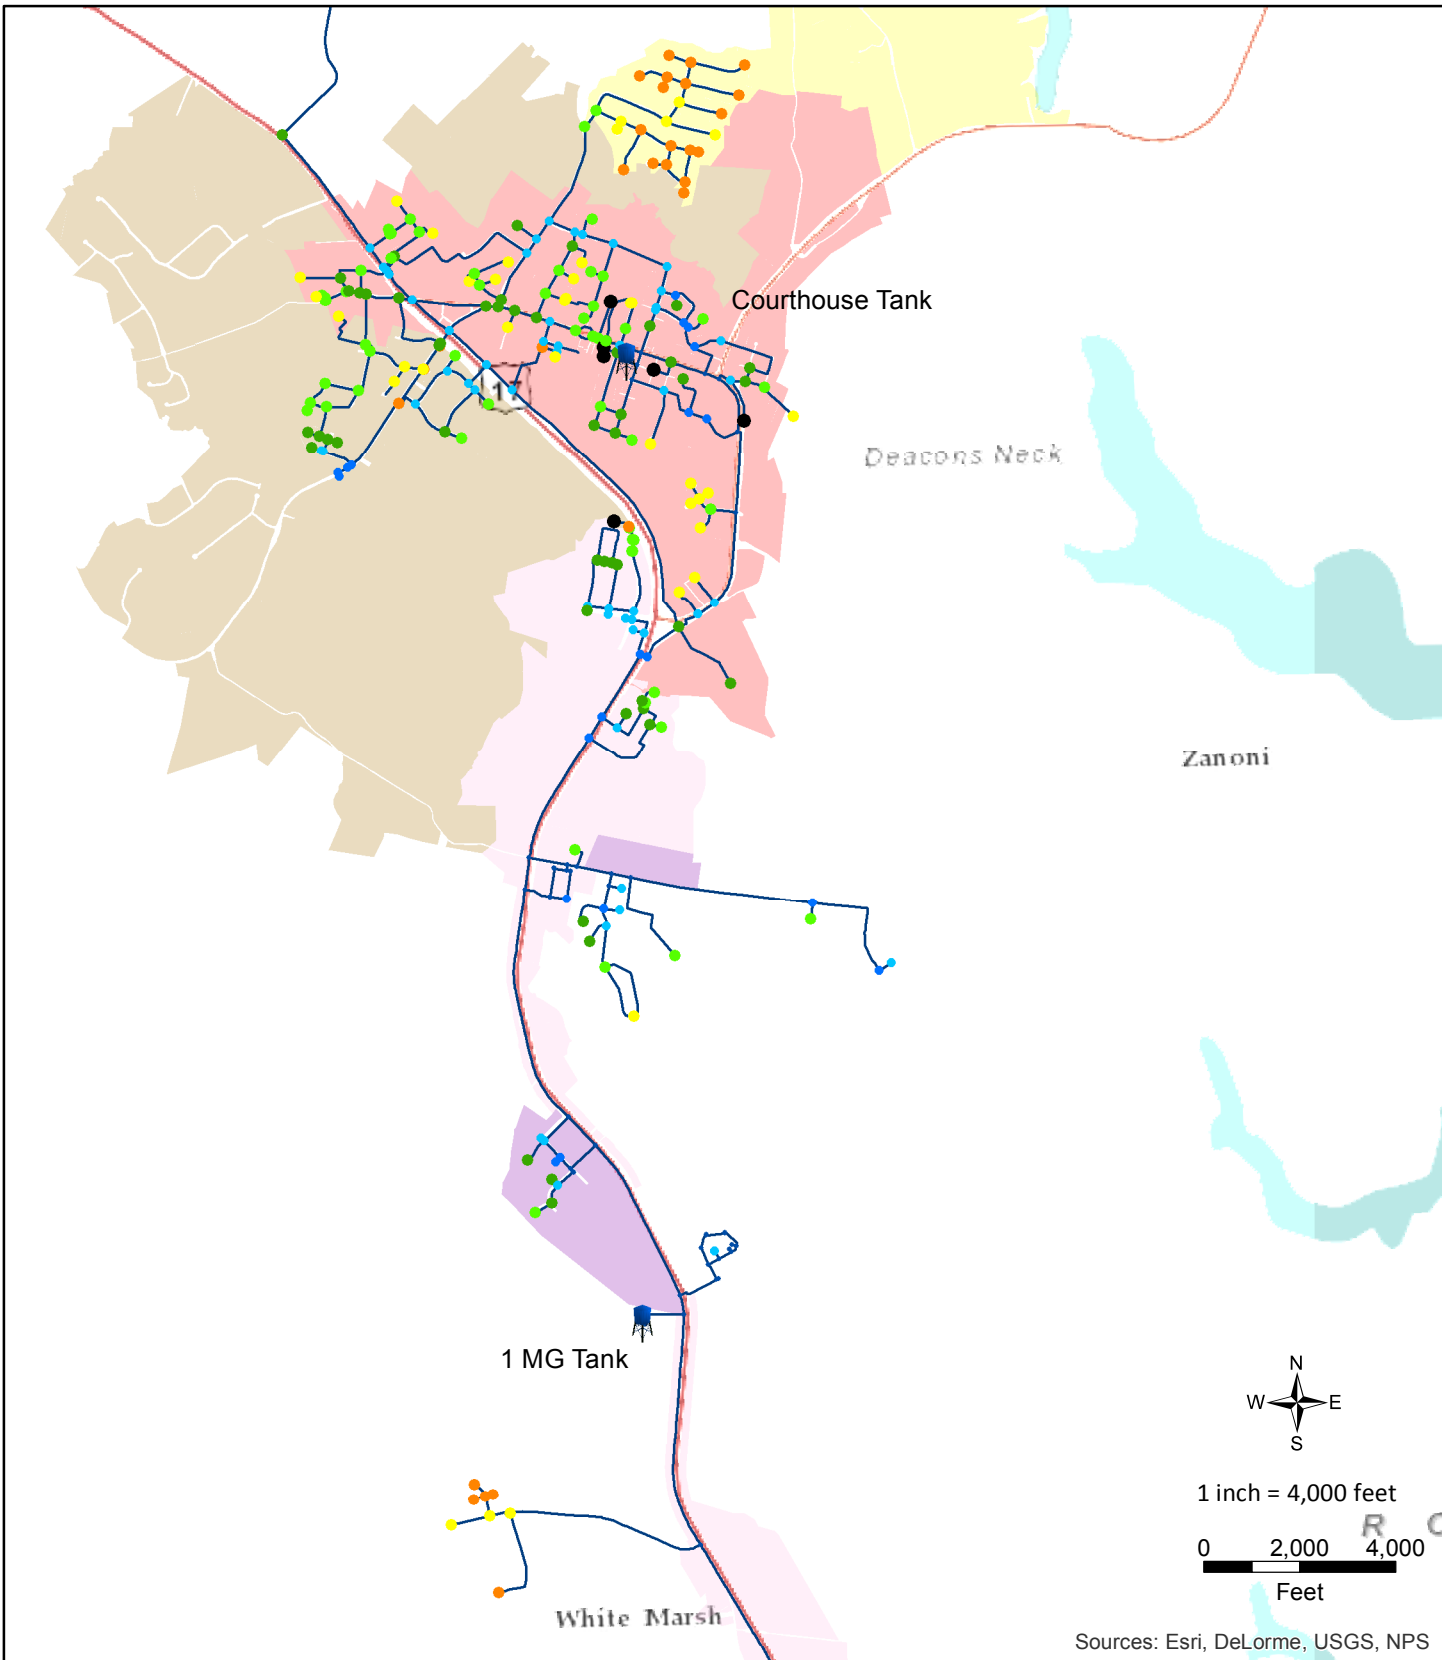 Courthouse Tank
17
Deacons Neck
Zanoni
1 MG Tank
N
W E
S
1 inch = 4,000 feet
R
0 2,000 4,000
Feet
White Marsh
Sources: Esri, DeLorme, USGS, NPS